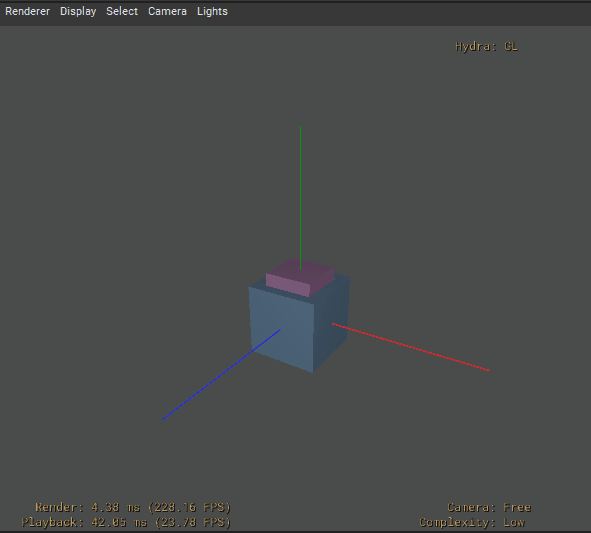 Renderer Display Select Camera Lights
Hydra: GL
Render: 4.38 ms (228.16 FPS)
Playback: 42.05 ms (23.78 FPS)
Camera: Free
Complexity: Low